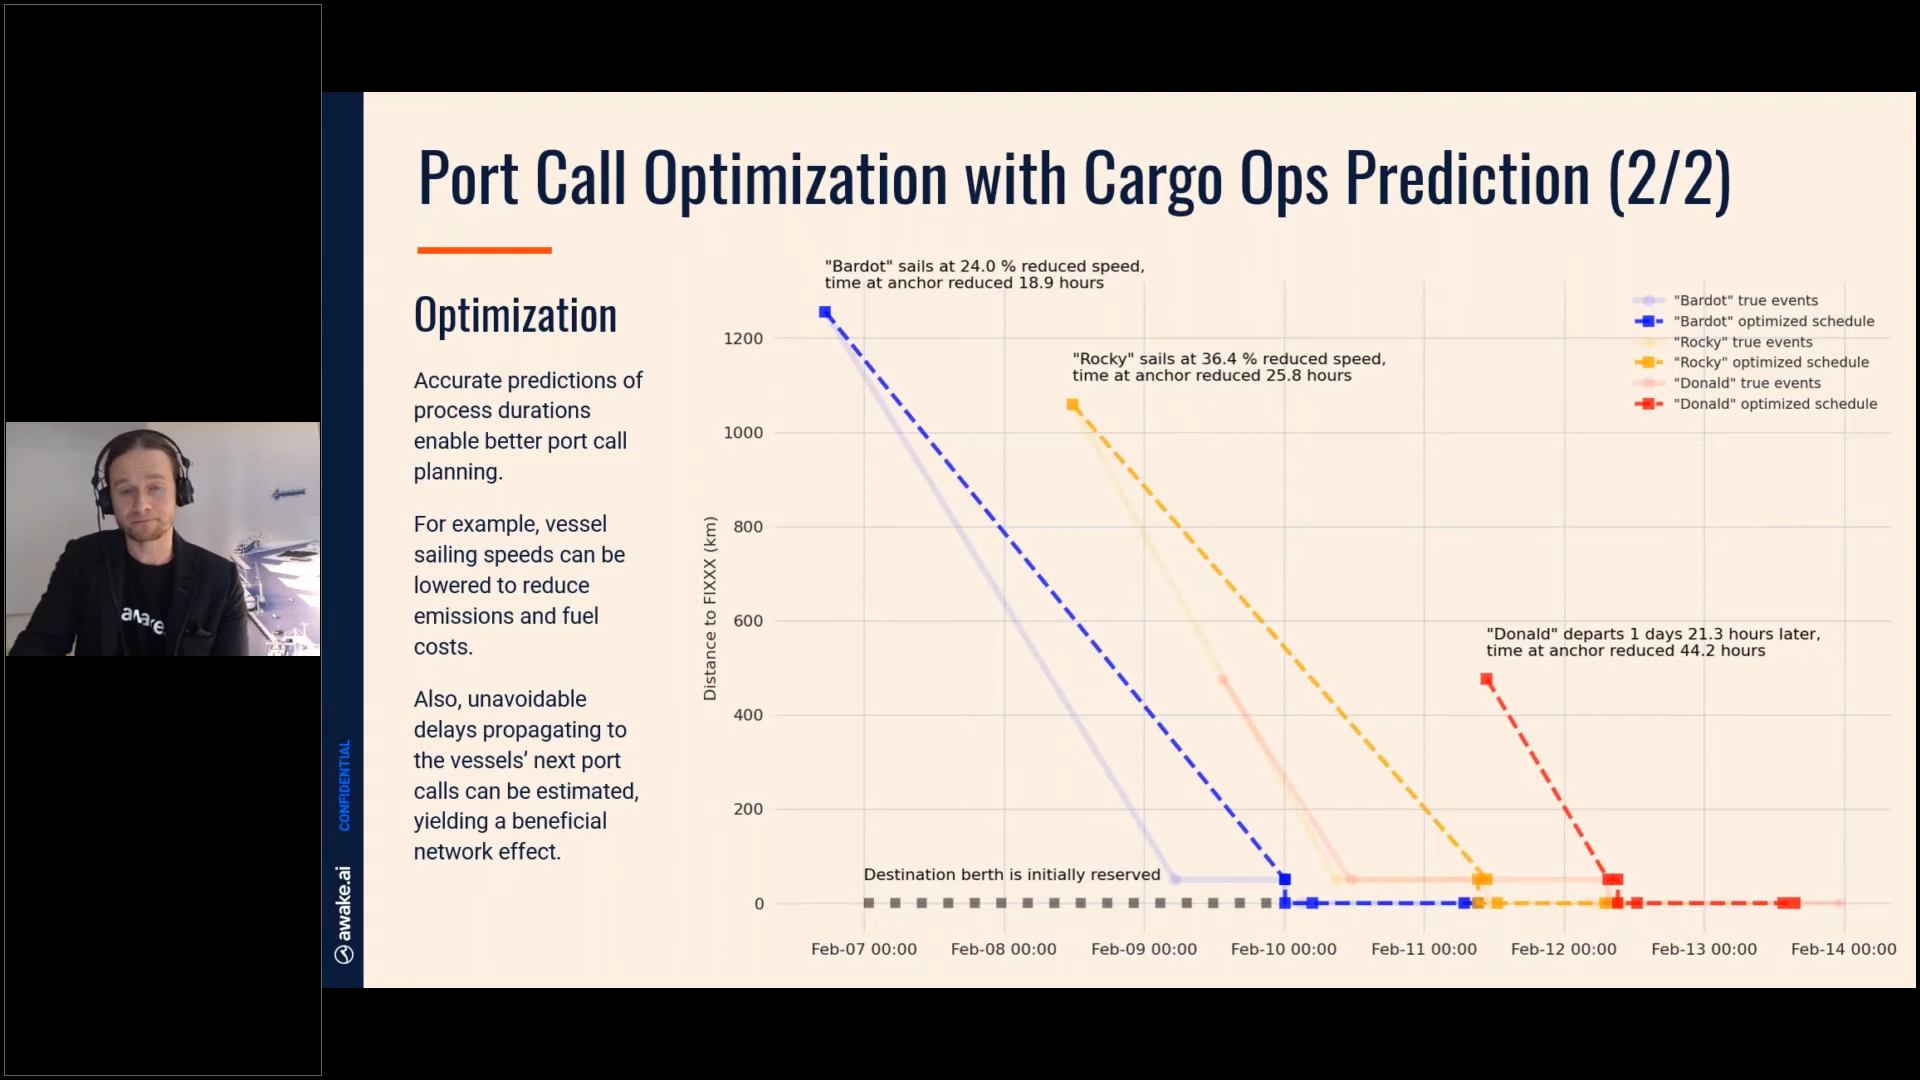 Port Call Optimization with Cargo Ops Prediction (2/2)
Optimization
Accurate predictions of
process durations
enable better port call
planning.
For example, vessel
sailing speeds can be
lowered to reduce
emissions and fuel
costs.
Also, unavoidable
delays propagating to
the vessels’ next port
calls can be estimated,
yielding a beneficial
network effect.
"Bardot" sails at 24.0 % reduced speed,
time at anchor reduced 18.9 hours
"Rocky" sails at 36.4 % reduced speed,
time at anchor reduced 25.8 hours
"Donald" departs 1 days 21.3 hours later,
time at anchor reduced 44.2 hours
Destination berth is initially reserved
"Bardot" true events
"Bardot" optimized schedule
"Rocky" true events
"Rocky" optimized schedule
"Donald" true events
"Donald" optimized schedule
Distance to FIXXX (km)
1200
1000
800
600
400
200
0
Feb-07 00:00
Feb-08 00:00
Feb-09 00:00
Feb-10 00:00
Feb-11 00:00
Feb-12 00:00
Feb-13 00:00
Feb-14 00:00
CONFIDENTIAL
awake.ai
awake.